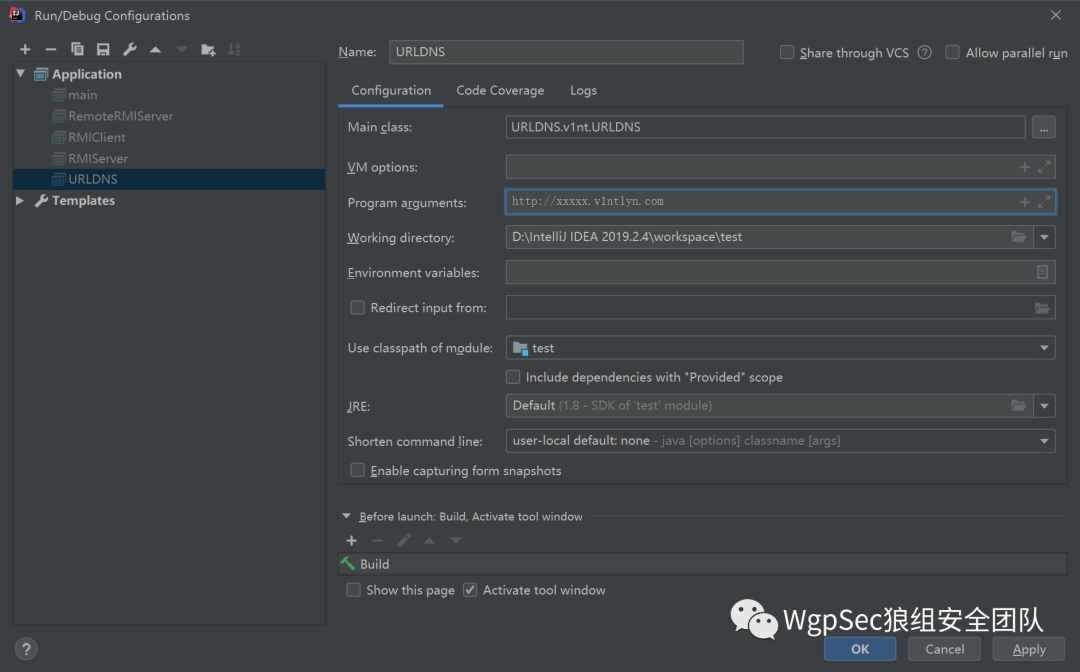 Run/Debug Configurations
Name: URLDNS Share through VCS Allow parallel run
Application
main
RemoteRMIServer
RMIClient
RMIServer
URLDNS
Templates
Configuration Code Coverage Logs
Main class: URLDNS.v1nt.URLDNS ...
VM options:
Program arguments: http://xxxxx.v1ntlyn.com
Working directory: D:\IntelliJ IDEA 2019.2.4\workspace\test
Environment variables:
Redirect input from:
Use classpath of module: test
Include dependencies with "Provided" scope
JRE: Default (1.8 - SDK of 'test' module)
Shorten command line: user-local default: none - java [options] classname [args]
Enable capturing form snapshots
Before launch: Build, Activate tool window
Build
Show this page Activate tool window
WgpSec狼组安全团队
? OK Cancel Apply